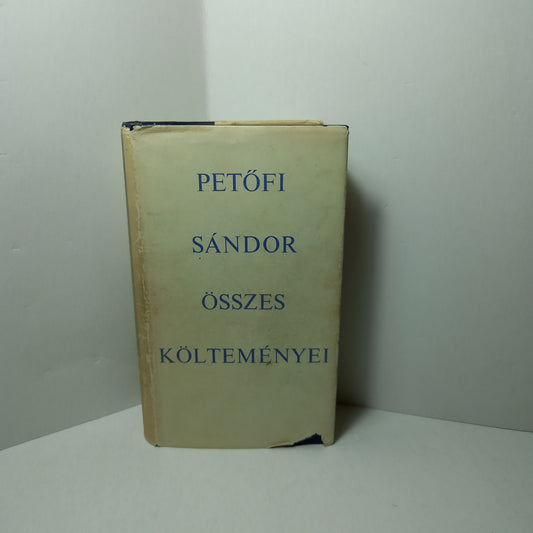 PETŐFI
SÁNDOR
ÖSSZES
KÖLTEMÉNYEI